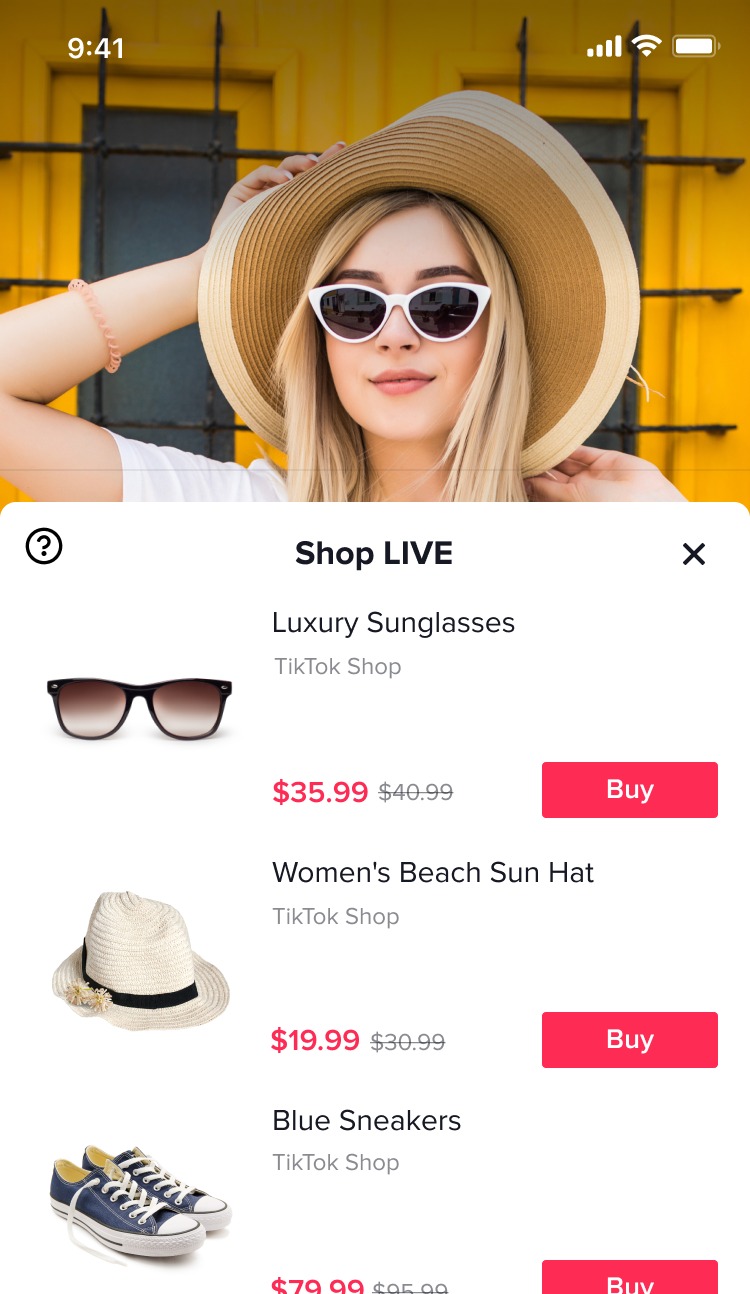 9:41
Shop LIVE
Luxury Sunglasses
TikTok Shop
$35.99 $40.99
Buy
Women's Beach Sun Hat
TikTok Shop
$19.99 $30.99
Buy
Blue Sneakers
TikTok Shop
$79.99 $95.99
Buy